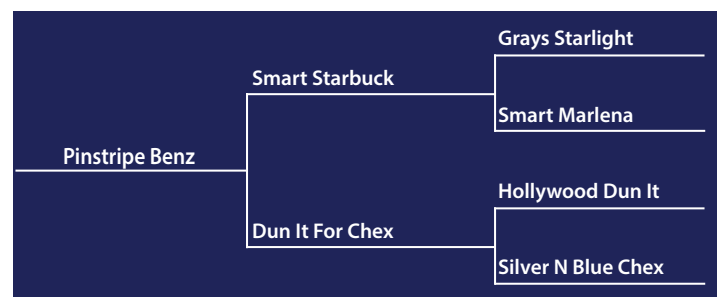 Grays Starlight
Smart Starbuck
Smart Marlena
Pinstripe Benz
Hollywood Dun It
Dun It For Chex
Silver N Blue Chex